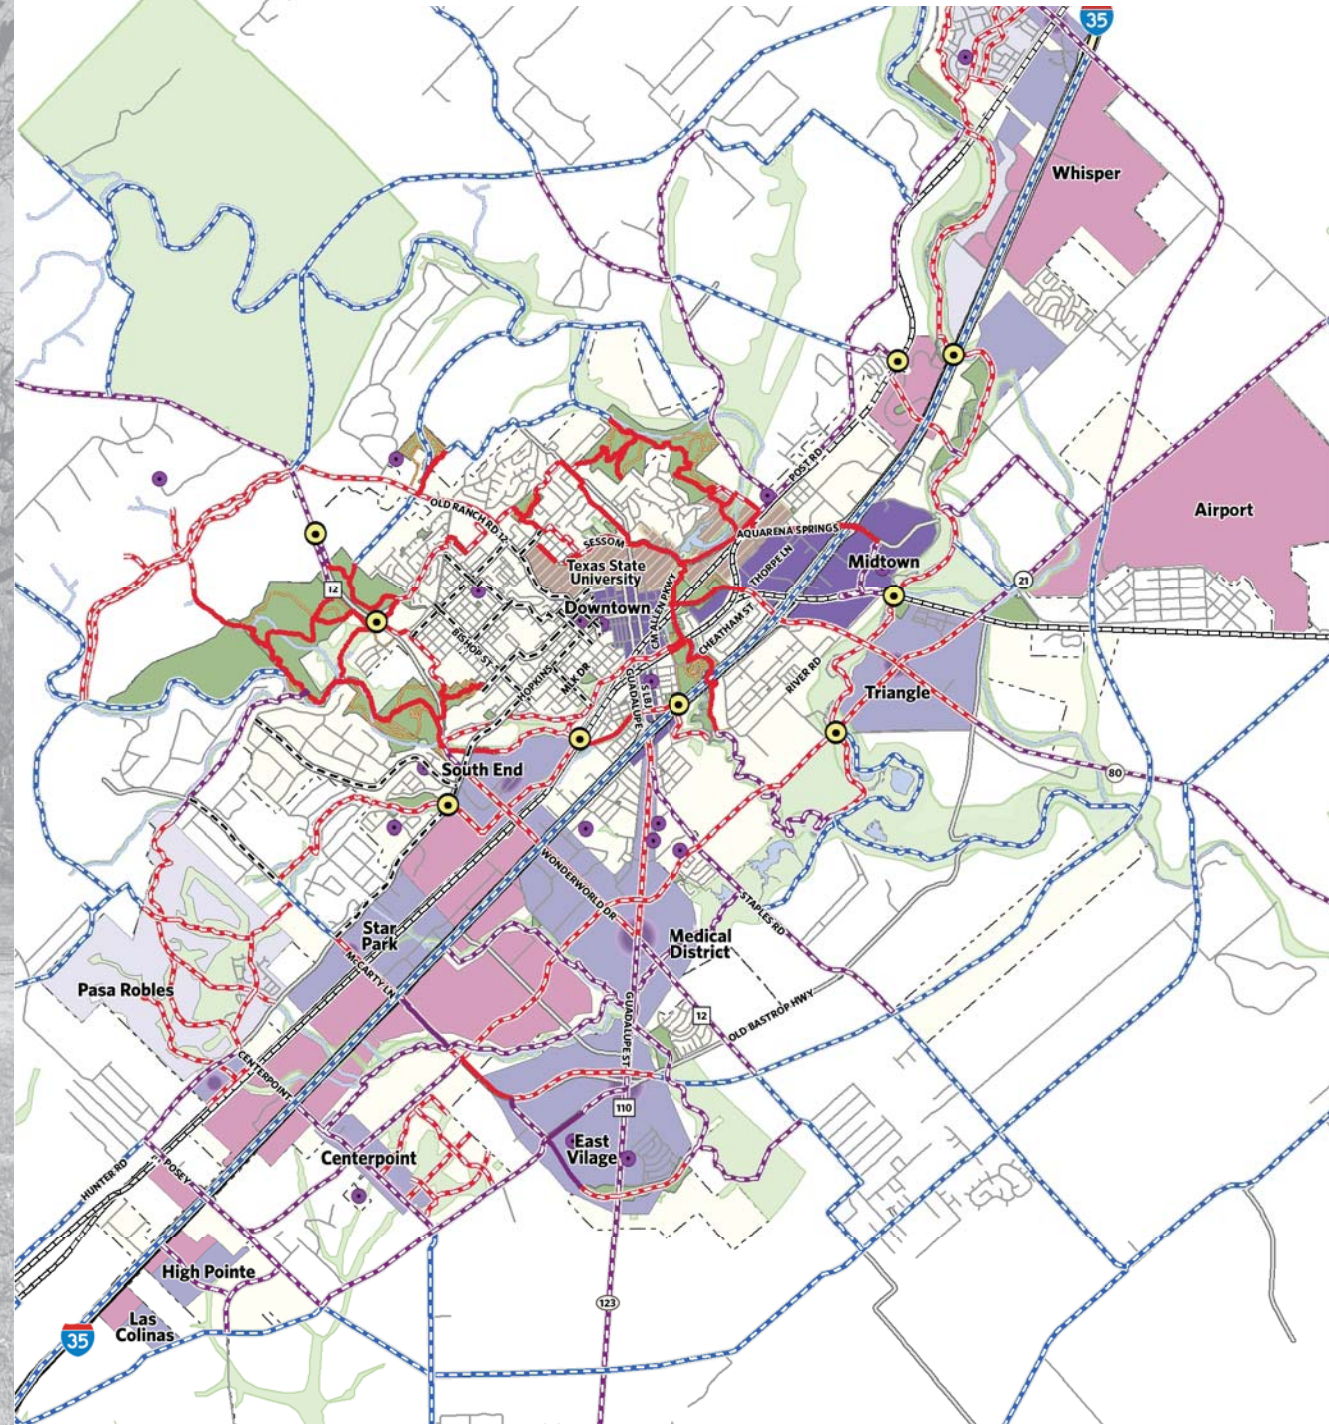 35
Whisper
Airport
OLD RANCH RD 12
POST RD
SESSOM
AQUARENA SPRINGS
Texas State
University
THORPE LN
Midtown
21
12
Downtown
CM ALLEN PKWY
CHEATHAM ST.
BISHOP ST
HOPKINS
MLK DR
RIVER RD
Triangle
GUADALUPE
S LBJ
South End
80
WONDERWORLD DR
STAPLES RD
Star
Park
Medical
District
MCCARTY LN
Pasa Robles
GUADALUPE ST
12
OLD BASTROP HWY
CENTERPOINT
110
East
Vilage
Centerpoint
HUNTER RD
POSEY
High Pointe
123
Las
Colinas
35